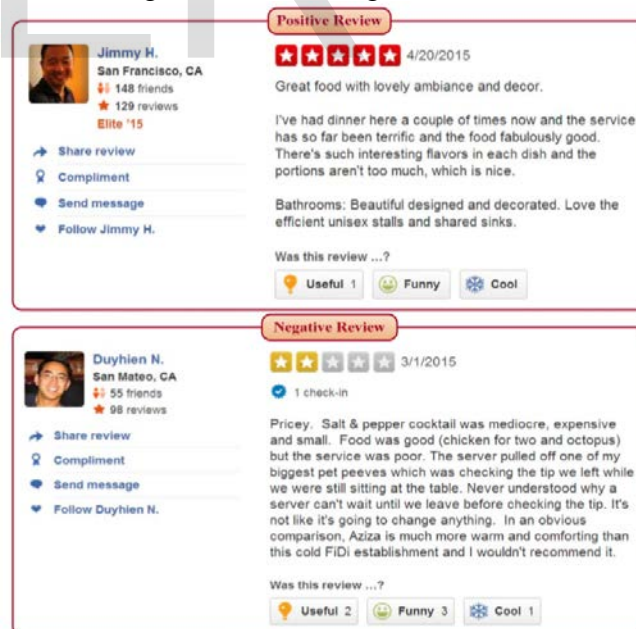 Positive Review
Jimmy H.
San Francisco, CA
148 friends
129 reviews
Elite '15
Share review
Compliment
Send message
Follow Jimmy H.
4/20/2015
Great food with lovely ambiance and decor.
I've had dinner here a couple of times now and the service
has so far been terrific and the food fabulously good.
There's such interesting flavors in each dish and the
portions aren't too much, which is nice.
Bathrooms: Beautiful designed and decorated. Love the
efficient unisex stalls and shared sinks.
Was this review ...?
Useful 1 Funny Cool
Negative Review
Duyhien N.
San Mateo, CA
55 friends
98 reviews
Share review
Compliment
Send message
Follow Duyhien N.
3/1/2015
1 check-in
Pricey. Salt & pepper cocktail was mediocre, expensive
and small. Food was good (chicken for two and octopus)
but the service was poor. The server pulled off one of my
biggest pet peeves which was checking the tip we left while
we were still sitting at the table. Never understood why a
server can't wait until we leave before checking the tip. It's
not like it's going to change anything. In an obvious
comparison, Aziza is much more warm and comforting than
this cold FiDi establishment and I wouldn't recommend it.
Was this review ...?
Useful 2 Funny 3 Cool 1